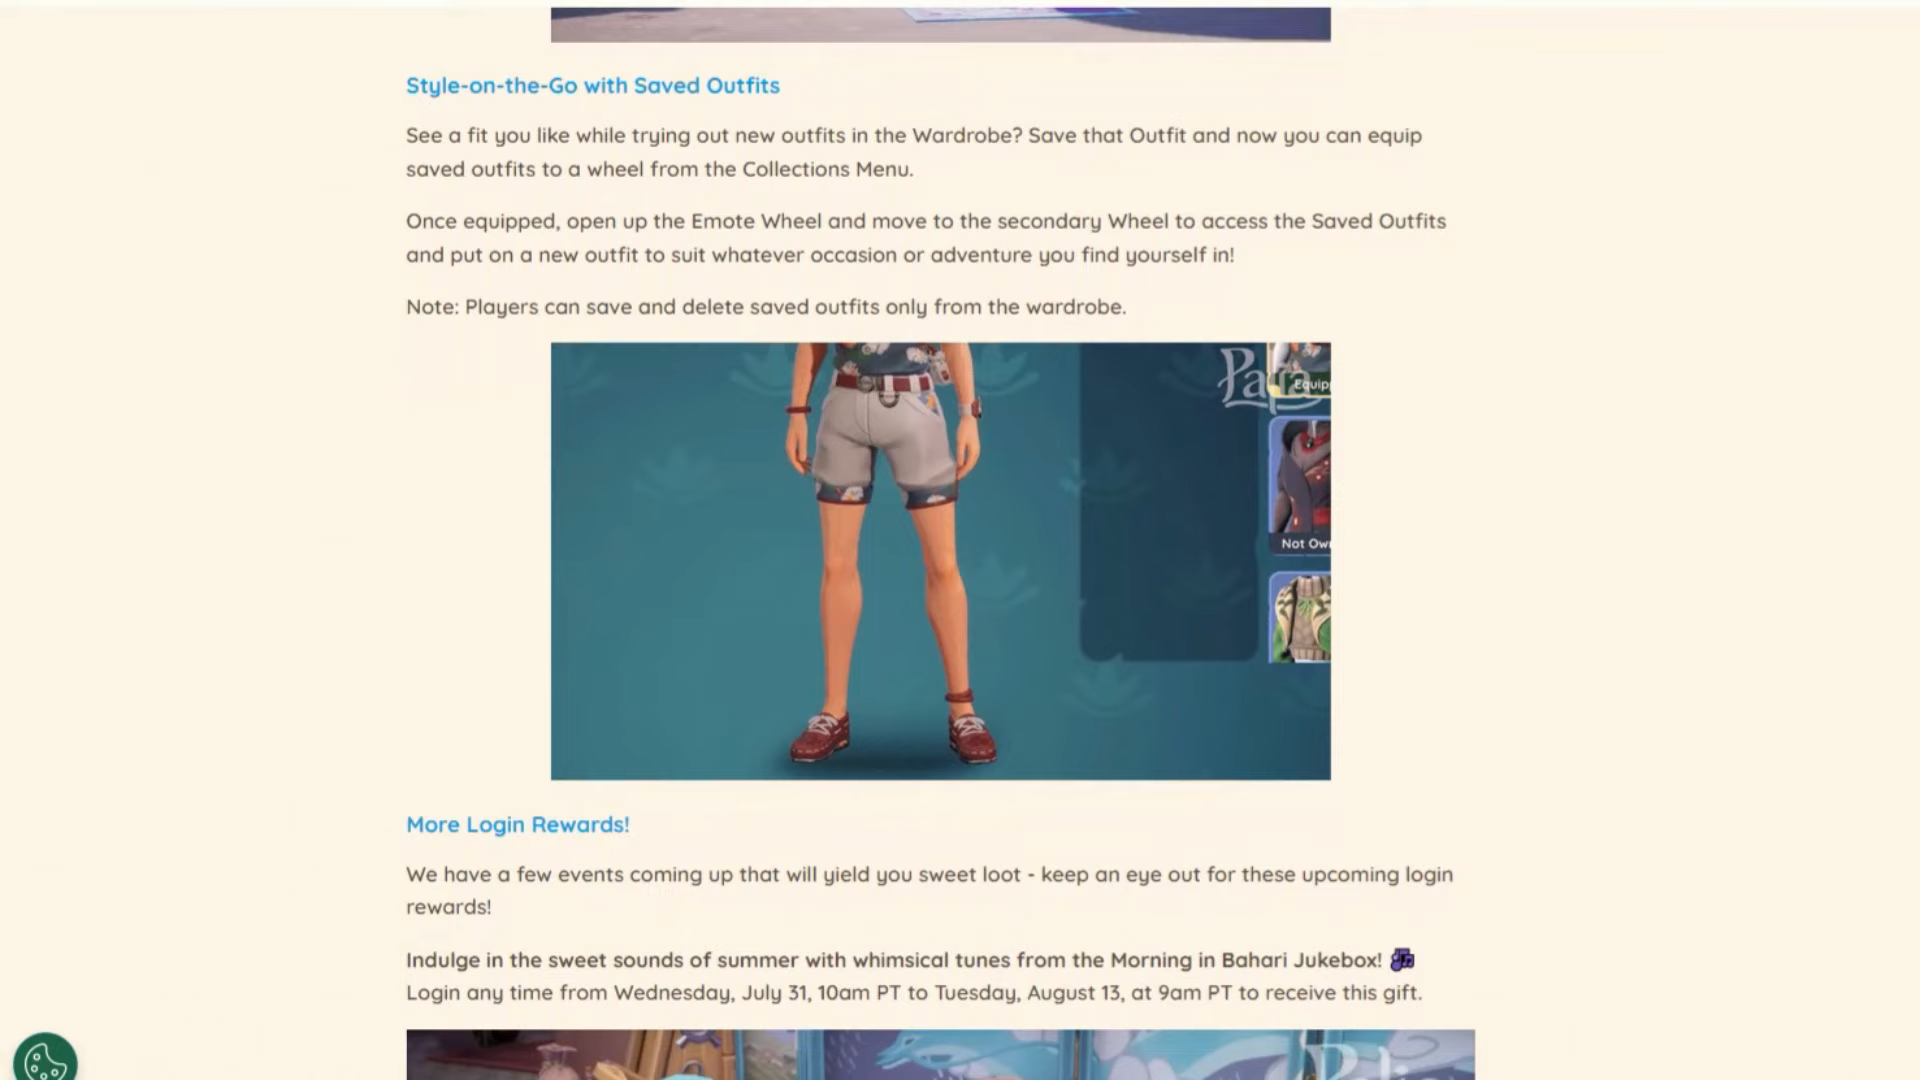 Style-on-the-Go with Saved Outfits
See a fit you like while trying out new outfits in the Wardrobe? Save that Outfit and now you can equip
saved outfits to a wheel from the Collections Menu.
Once equipped, open up the Emote Wheel and move to the secondary Wheel to access the Saved Outfits
and put on a new outfit to suit whatever occasion or adventure you find yourself in!
Note: Players can save and delete saved outfits only from the wardrobe.
Palia
Equip
Not Ow
More Login Rewards!
We have a few events coming up that will yield you sweet loot - keep an eye out for these upcoming login
rewards!
Indulge in the sweet sounds of summer with whimsical tunes from the Morning in Bahari Jukebox!
Login any time from Wednesday, July 31, 10am PT to Tuesday, August 13, at 9am PT to receive this gift.
Palia